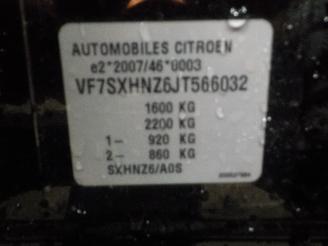 AUTOMOBILES CITROEN
e2*2007/46*0003
VF7SXHNZ6JT566032
1600 KG
2200 KG
1- 920 KG
2- 860 KG
SXHNZ6/A0S